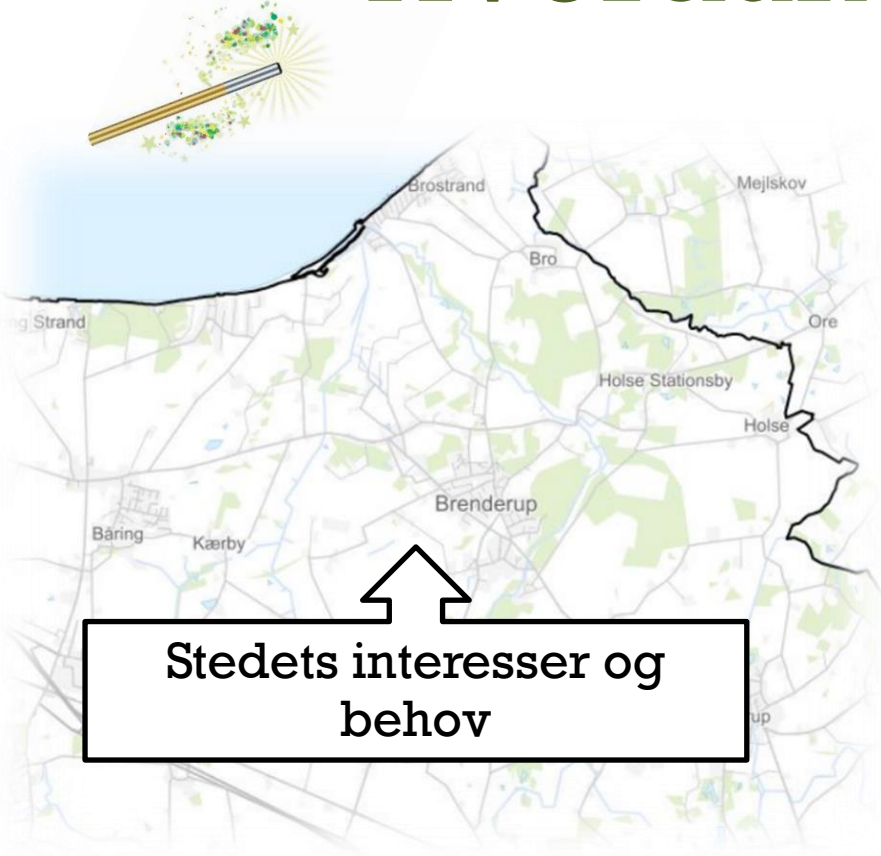 Brostrand
Mejlskov
Bro
Strand
Ore
Holse Stationsby
Holse
Brenderup
Båring
Kærby
Stedets interesser og
behov